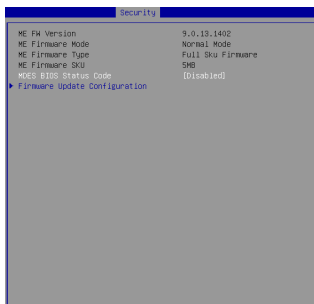 Security
ME FW Version 9.0.13.1402
ME Firmware Mode Normal Mode
ME Firmware Type Full Sku Firmware
ME Firmware SKU 5MB
MDES BIOS Status Code [Disabled]
Firmware Update Configuration